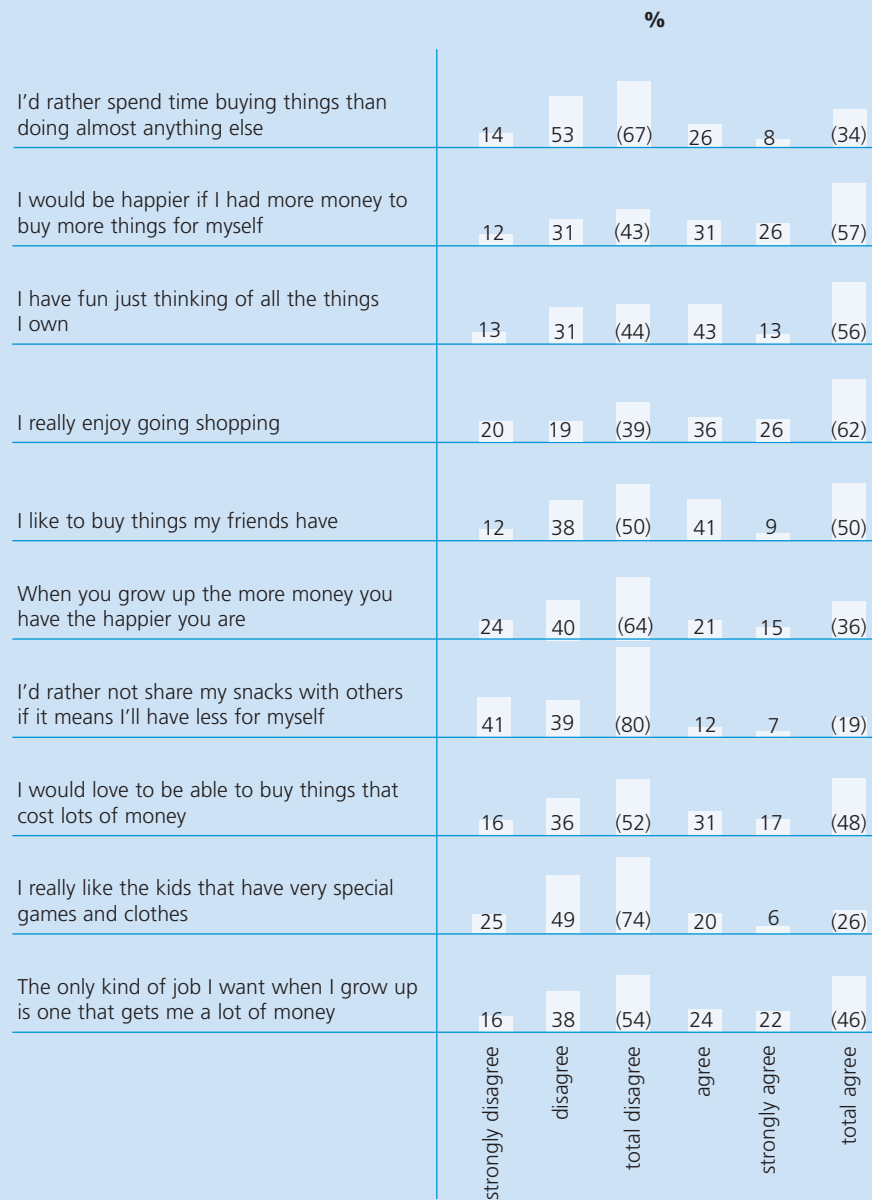 %
I'd rather spend time buying things than
doing almost anything else
14 53 (67) 26 8 (34)
I would be happier if I had more money to
buy more things for myself
12 31 (43) 31 26 (57)
I have fun just thinking of all the things
I own
13 31 (44) 43 13 (56)
I really enjoy going shopping
20 19 (39) 36 26 (62)
I like to buy things my friends have
12 38 (50) 41 9 (50)
When you grow up the more money you
have the happier you are
24 40 (64) 21 15 (36)
I'd rather not share my snacks with others
if it means I'll have less for myself
41 39 (80) 12 7 (19)
I would love to be able to buy things that
cost lots of money
16 36 (52) 31 17 (48)
I really like the kids that have very special
games and clothes
25 49 (74) 20 6 (26)
The only kind of job I want when I grow up
is one that gets me a lot of money
16 38 (54) 24 22 (46)
strongly disagree
disagree
total disagree
agree
strongly agree
total agree